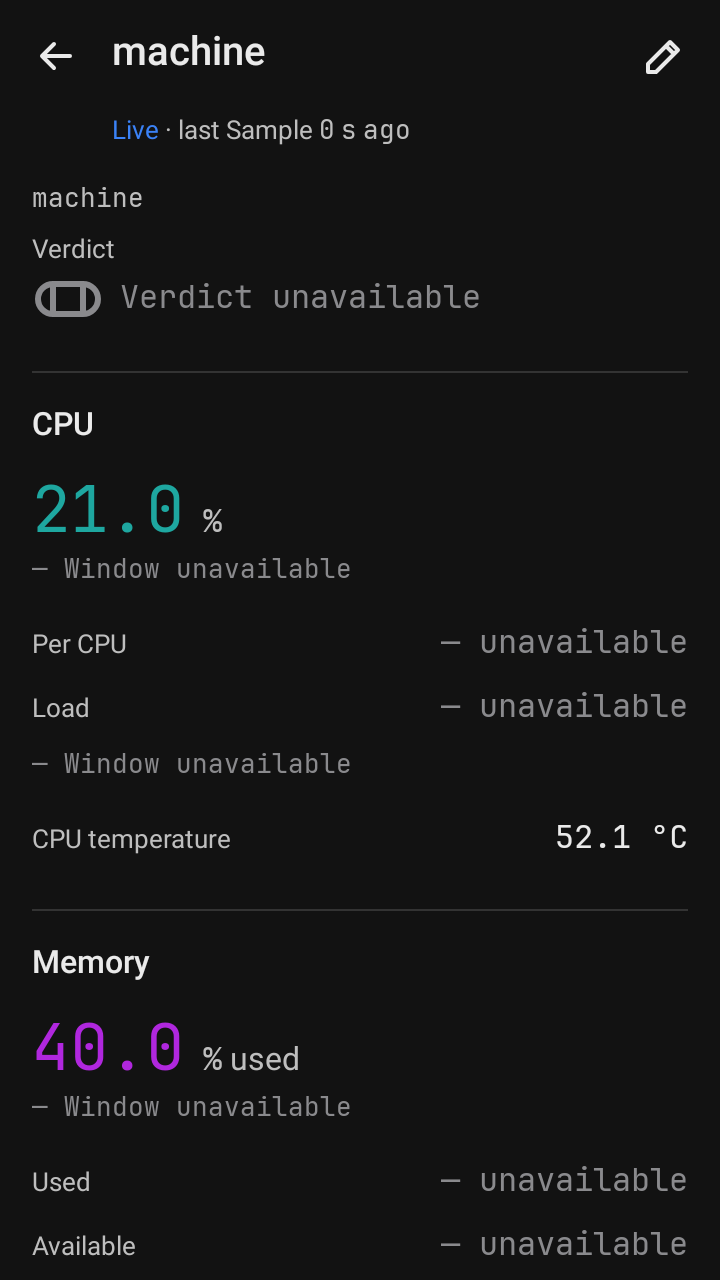 machine
Live · last Sample 0 s ago
machine
Verdict
Verdict unavailable
CPU
21.0 %
— Window unavailable
Per CPU — unavailable
Load — unavailable
— Window unavailable
CPU temperature 52.1 °C
Memory
40.0 % used
— Window unavailable
Used — unavailable
Available — unavailable